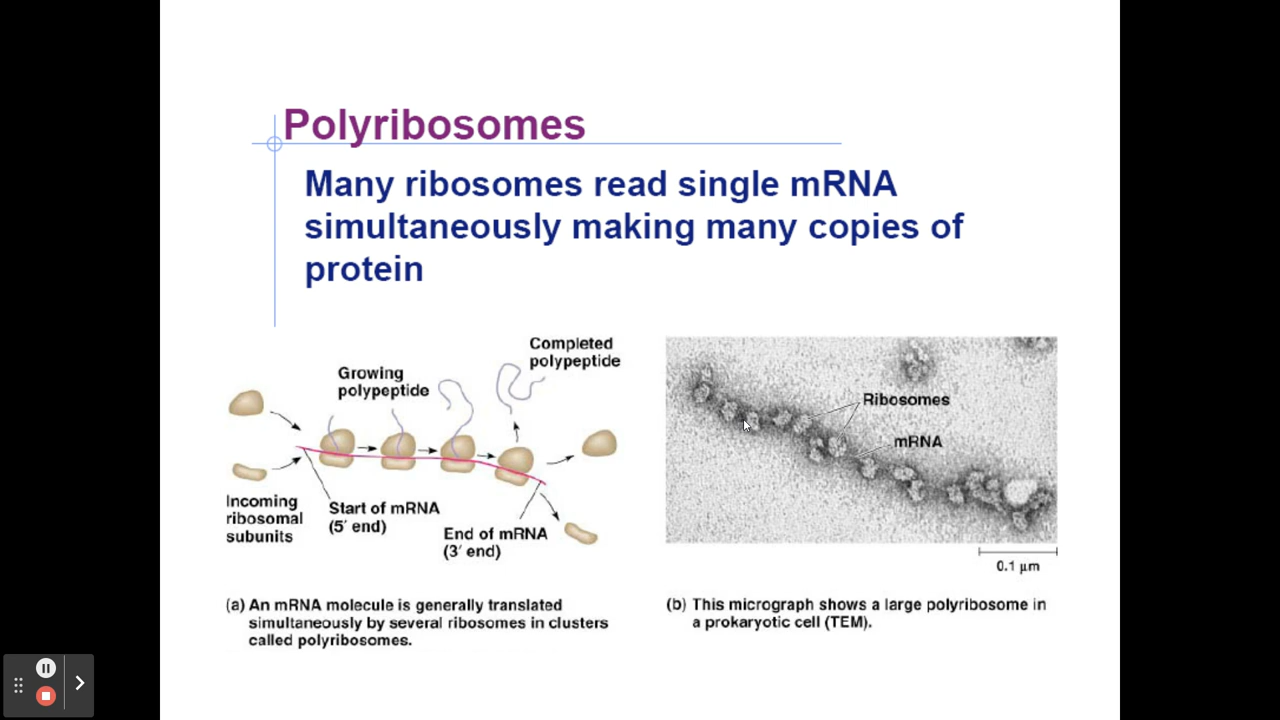 Polyribosomes
Many ribosomes read single mRNA
simultaneously making many copies of
protein
Completed
polypeptide
Growing
polypeptide
Incoming
ribosomal
subunits
Start of mRNA
(5′ end)
End of mRNA
(3′ end)
Ribosomes
mRNA
0.1 µm
(a) An mRNA molecule is generally translated
simultaneously by several ribosomes in clusters
called polyribosomes.
(b) This micrograph shows a large polyribosome in
a prokaryotic cell (TEM).